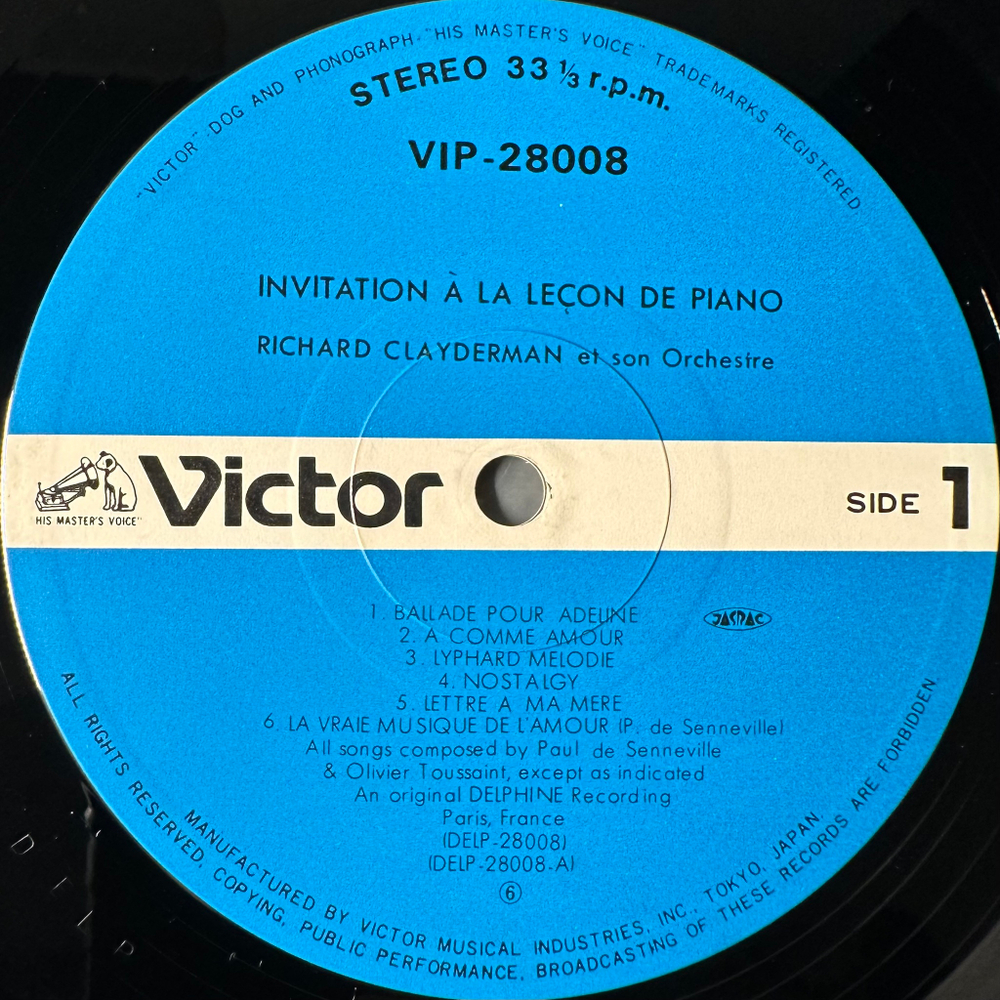 "VICTOR"·DOG AND PHONOGRAPH·"HIS MASTER'S VOICE" TRADEMARKS REGISTERED.
STEREO 33 ⅓ r.p.m.
VIP-28008
INVITATION À LA LEÇON DE PIANO
RICHARD CLAYDERMAN et son Orchestre
HIS MASTER'S VOICE"
Victor
SIDE 1
1. BALLADE POUR ADELINE
JASRAC
2. A COMME AMOUR
3. LYPHARD MELODIE
4. NOSTALGY
5. LETTRE A MA MERE
6. LA VRAIE MUSIQUE DE L'AMOUR (P. de Senneville)
All songs composed by Paul de Senneville
& Olivier Toussaint, except as indicated
An original DELPHINE Recording
Paris, France
(DELP-28008)
(DELP-28008-A)
⑥
MANUFACTURED BY VICTOR MUSICAL INDUSTRIES, INC., TOKYO, JAPAN
ALL RIGHTS RESERVED, COPYING, PUBLIC PERFORMANCE, BROADCASTING OF THESE RECORDS ARE FORBIDDEN.